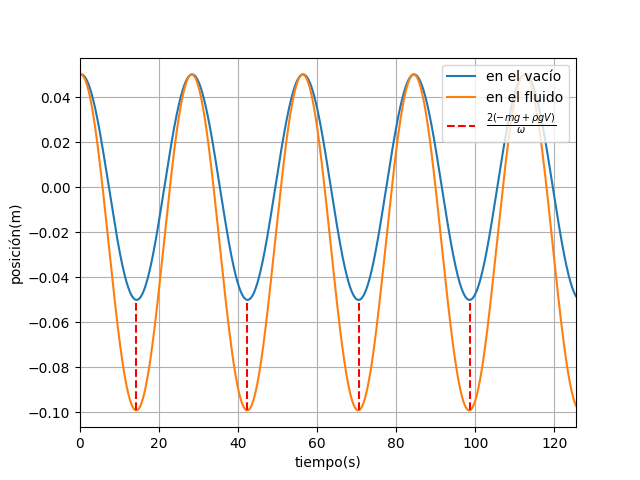 en el vacío
en el fluido
2(−mg + ρgV)
ω
0.04
0.02
0.00
−0.02
−0.04
−0.06
−0.08
−0.10
posición(m)
0 20 40 60 80 100 120
tiempo(s)